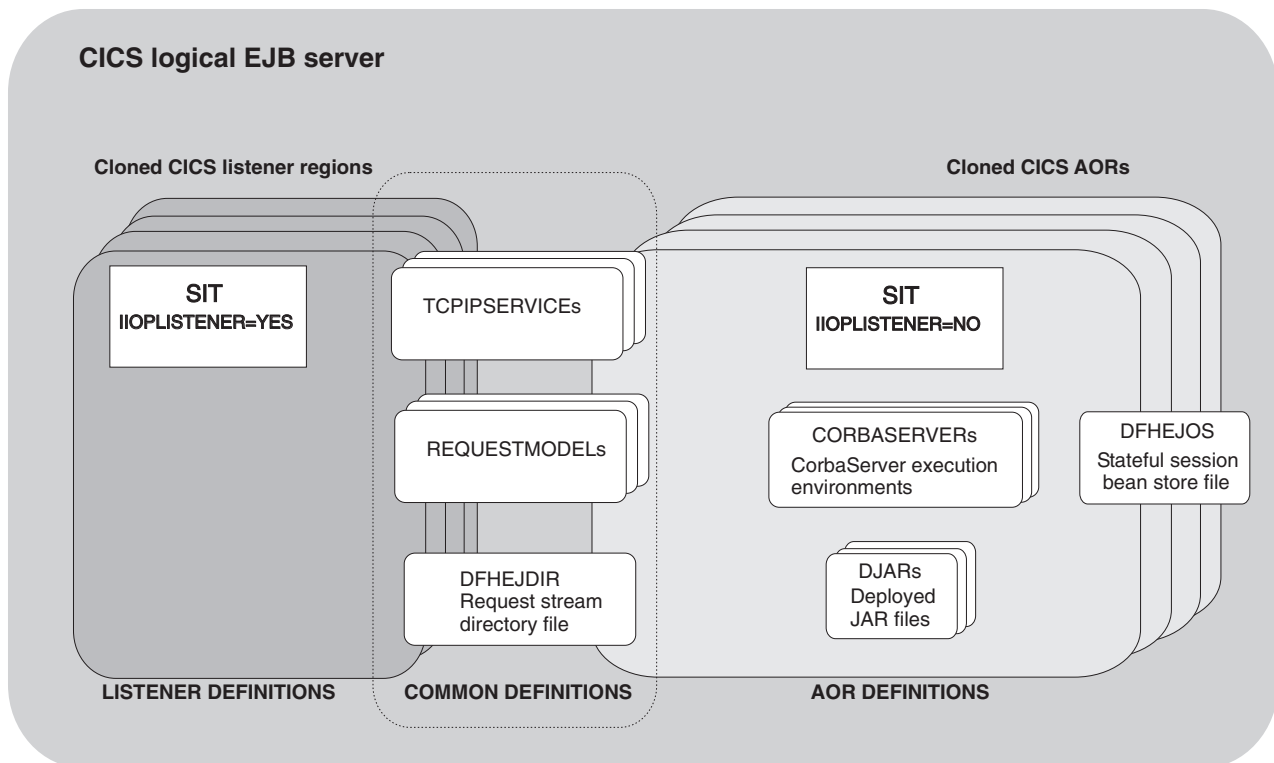 CICS logical EJB server
Cloned CICS listener regions
Cloned CICS AORs
SIT
IIOPLISTENER=YES
TCPIPSERVICEs
SIT
IIOPLISTENER=NO
REQUESTMODELs
CORBASERVERs
CorbaServer execution
environments
DFHEJOS
Stateful session
bean store file
DFHEJDIR
Request stream
directory file
DJARs
Deployed
JAR files
LISTENER DEFINITIONS
COMMON DEFINITIONS
AOR DEFINITIONS